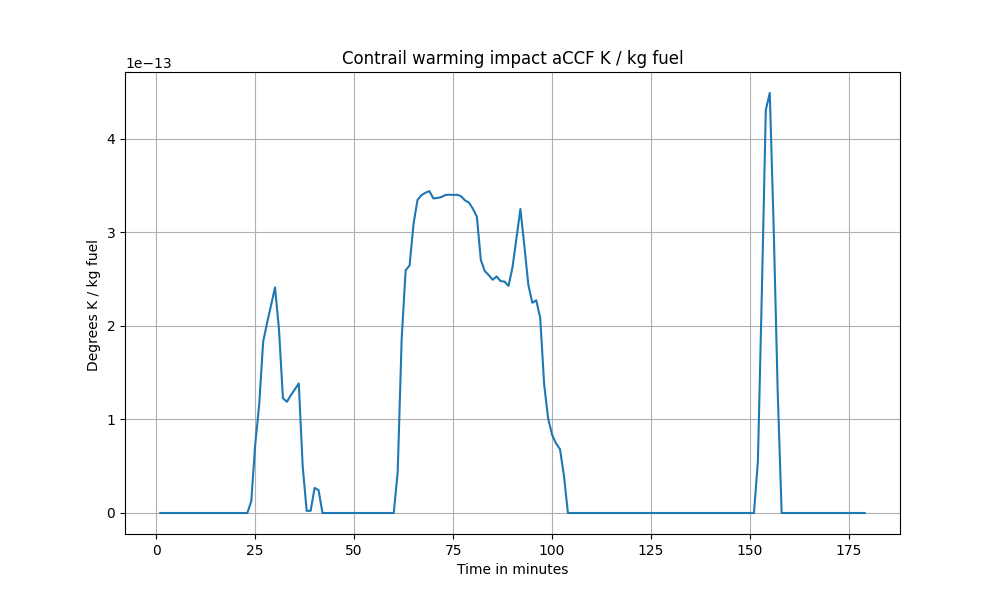 Contrail warming impact aCCF K / kg fuel
1e−13
4
3
2
1
0
Degrees K / kg fuel
0 25 50 75 100 125 150 175
Time in minutes